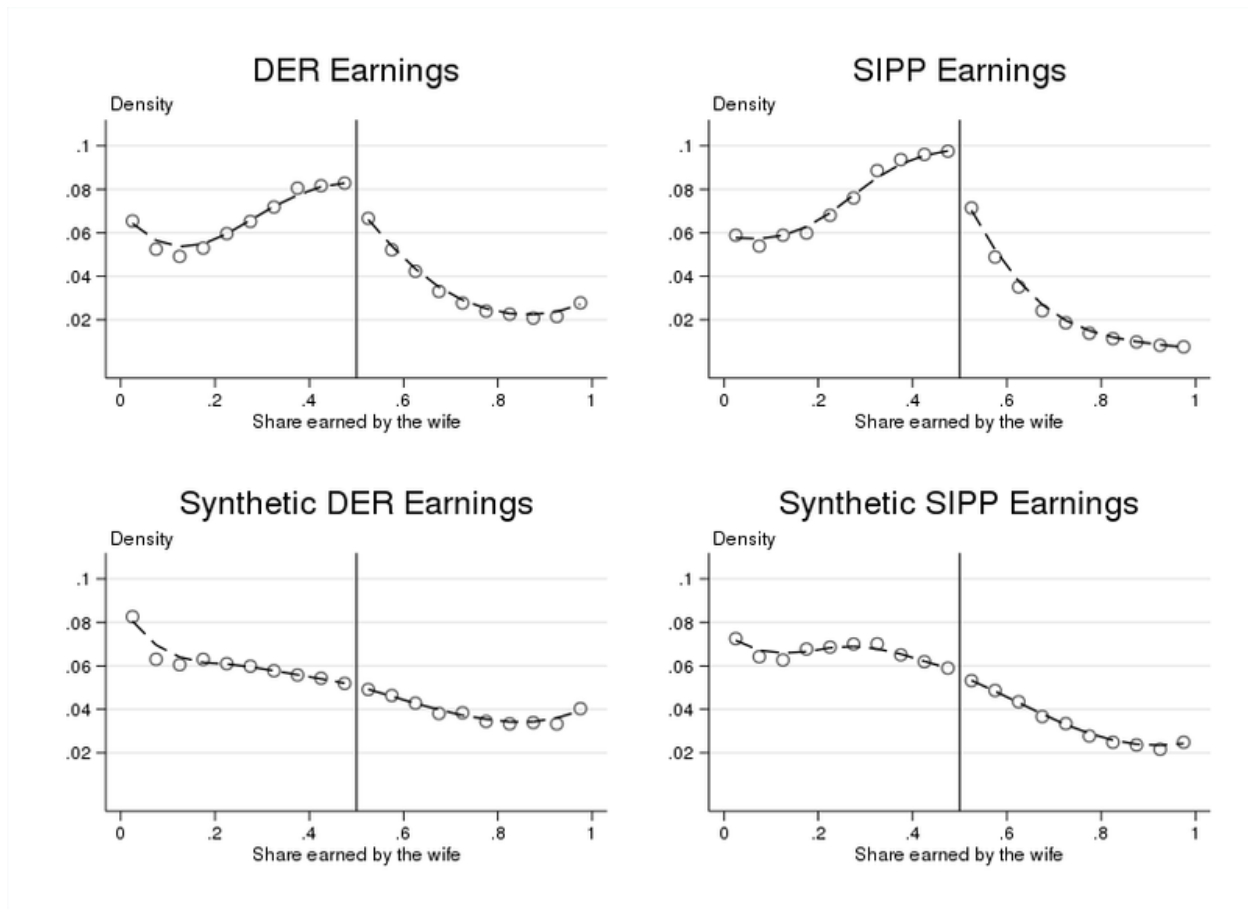 DER Earnings
Density
.1
.08
.06
.04
.02
0 .2 .4 .6 .8 1
Share earned by the wife
SIPP Earnings
Density
.1
.08
.06
.04
.02
0 .2 .4 .6 .8 1
Share earned by the wife
Synthetic DER Earnings
Density
.1
.08
.06
.04
.02
0 .2 .4 .6 .8 1
Share earned by the wife
Synthetic SIPP Earnings
Density
.1
.08
.06
.04
.02
0 .2 .4 .6 .8 1
Share earned by the wife